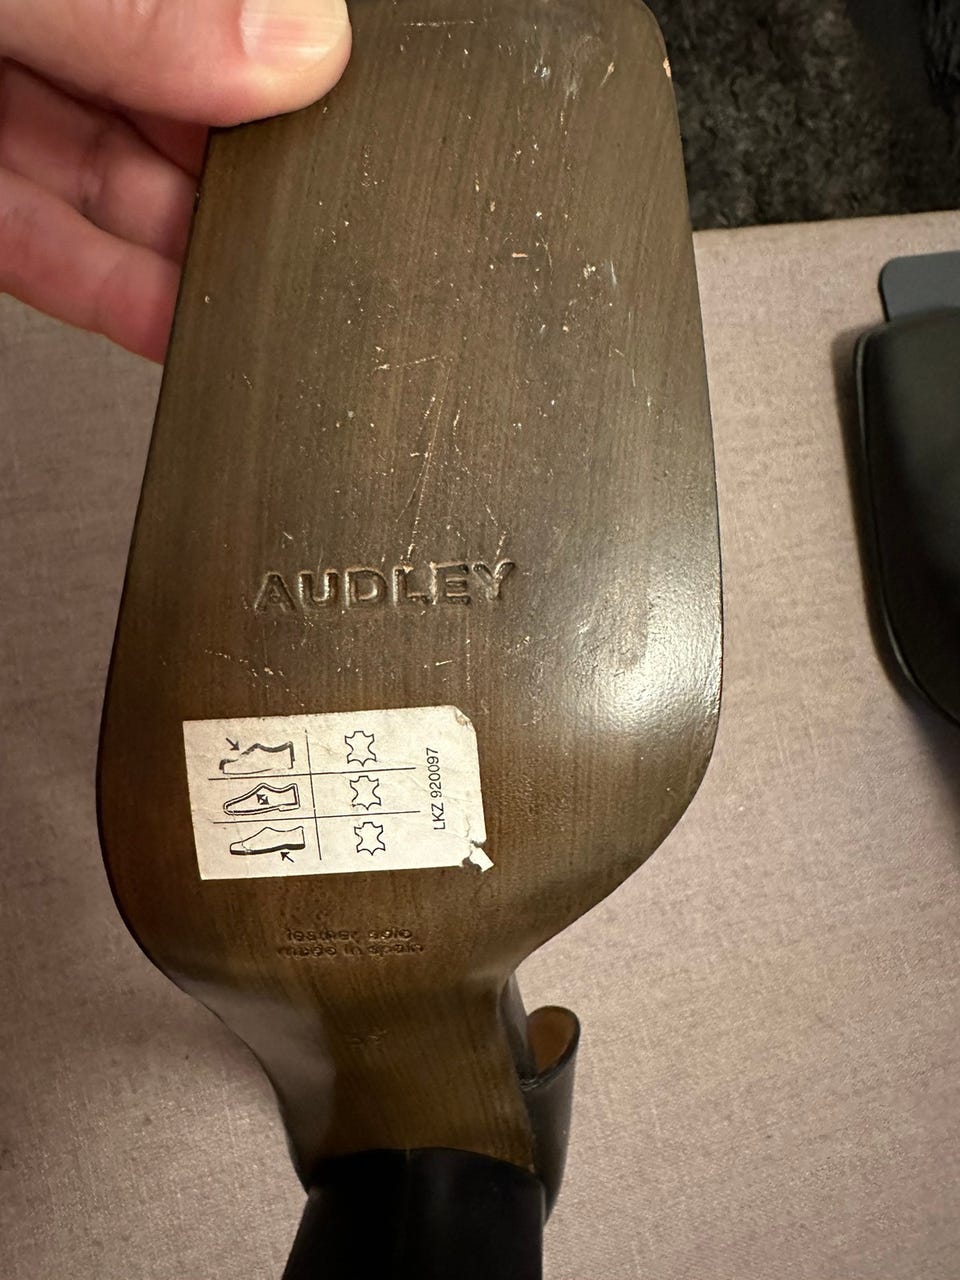 AUDLEY
LKZ 920097
leather sole
made in spain